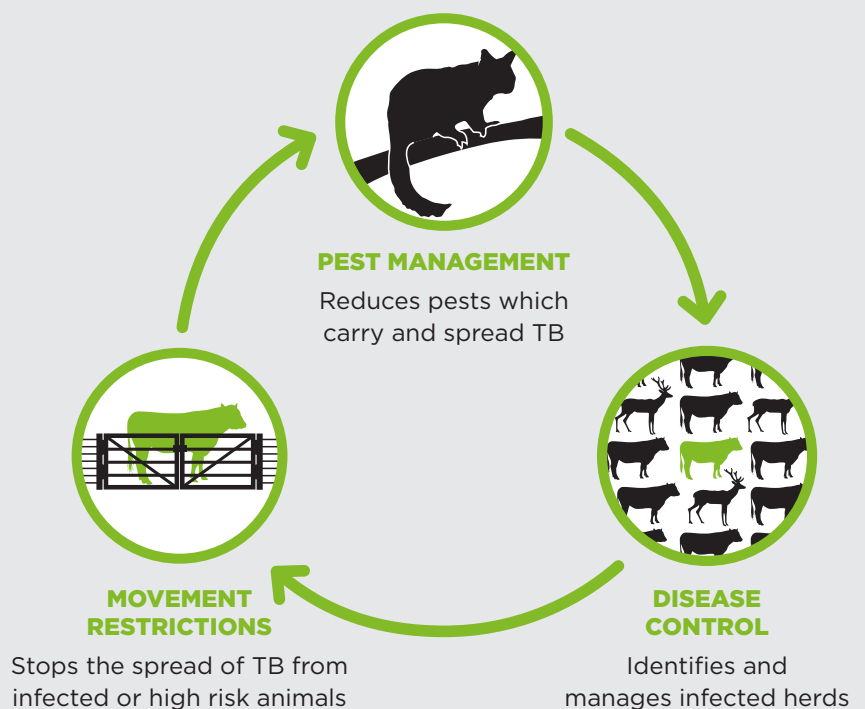 PEST MANAGEMENT
Reduces pests which
carry and spread TB
DISEASE
CONTROL
Identifies and
manages infected herds
MOVEMENT
RESTRICTIONS
Stops the spread of TB from
infected or high risk animals